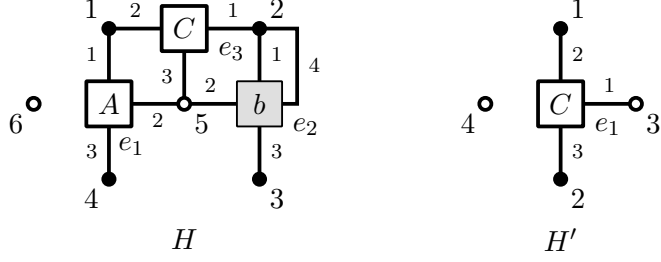 1 2 C 1 2 1
1 e₃ 1 4 2
3
6 A 2 5 2 b e₂ 4 C 1 3
3 e₁ 3 3 e₁
4 3 2
H H′